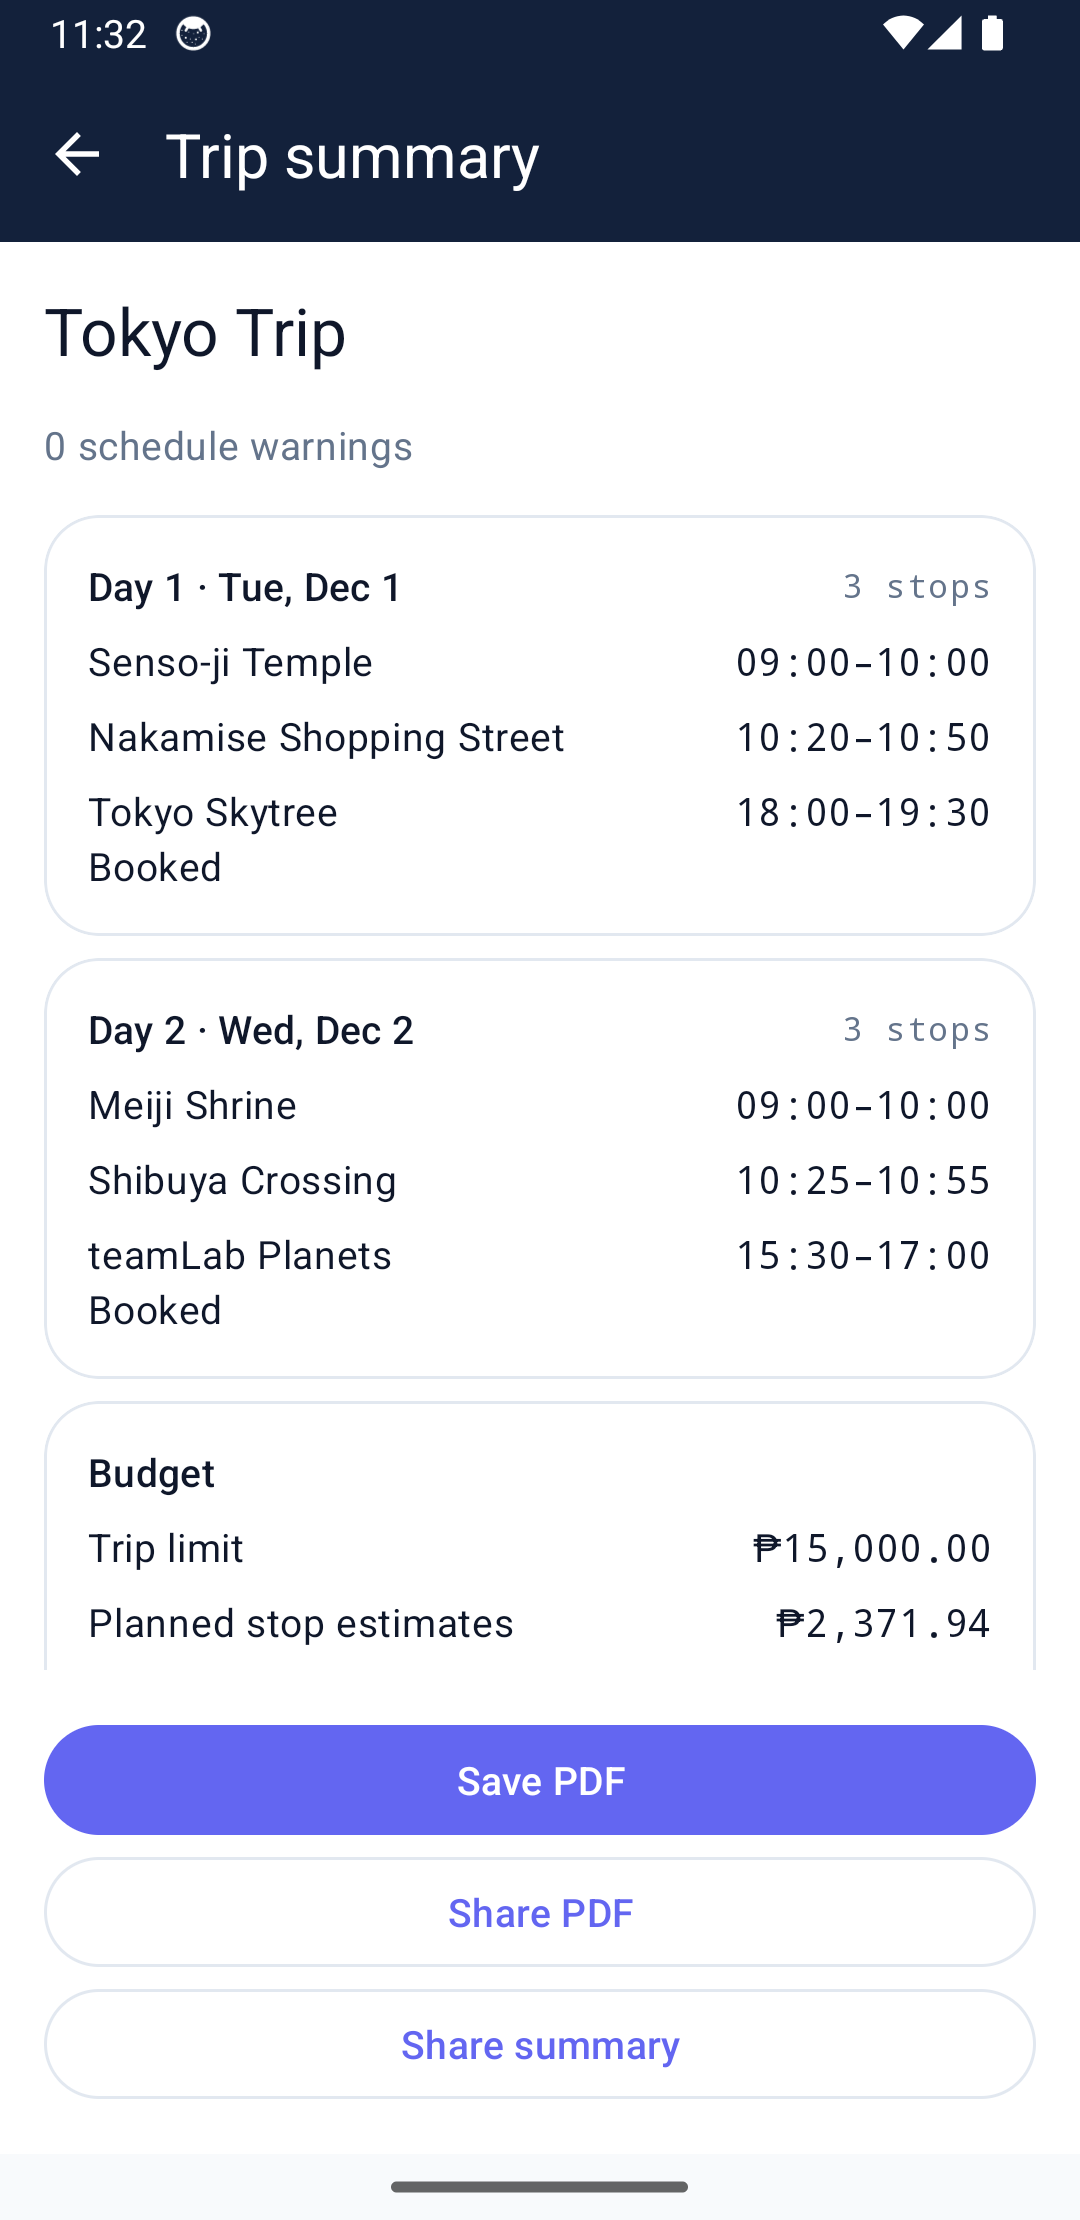 11:32
Trip summary
Tokyo Trip
0 schedule warnings
Day 1 · Tue, Dec 1 3 stops
Senso-ji Temple 09:00–10:00
Nakamise Shopping Street 10:20–10:50
Tokyo Skytree 18:00–19:30
Booked
Day 2 · Wed, Dec 2 3 stops
Meiji Shrine 09:00–10:00
Shibuya Crossing 10:25–10:55
teamLab Planets 15:30–17:00
Booked
Budget
Trip limit ₱15,000.00
Planned stop estimates ₱2,371.94
Save PDF
Share PDF
Share summary